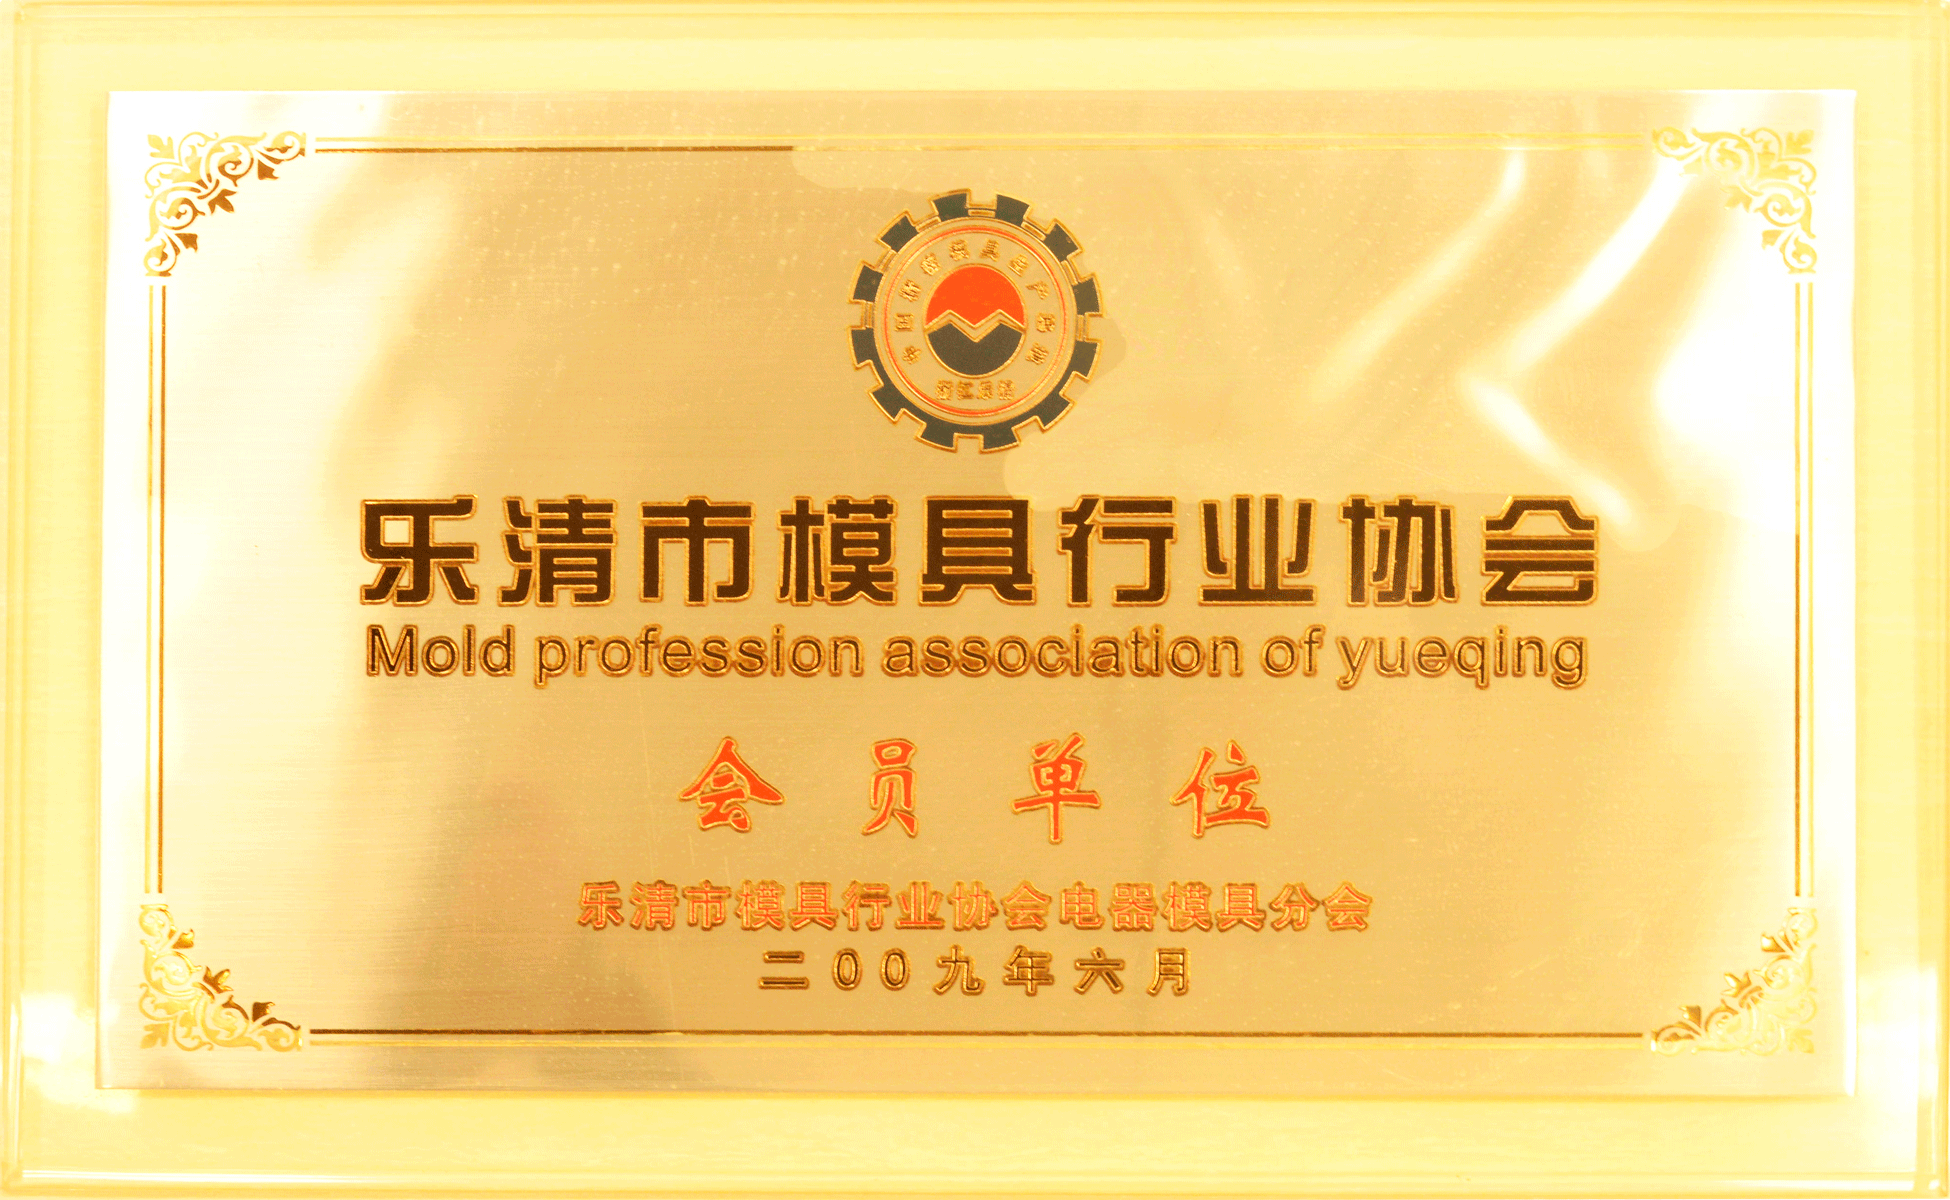 乐清市模具行业协会
Mold profession association of yueqing
会员单位
乐清市模具行业协会电器模具分会
二00九年六月